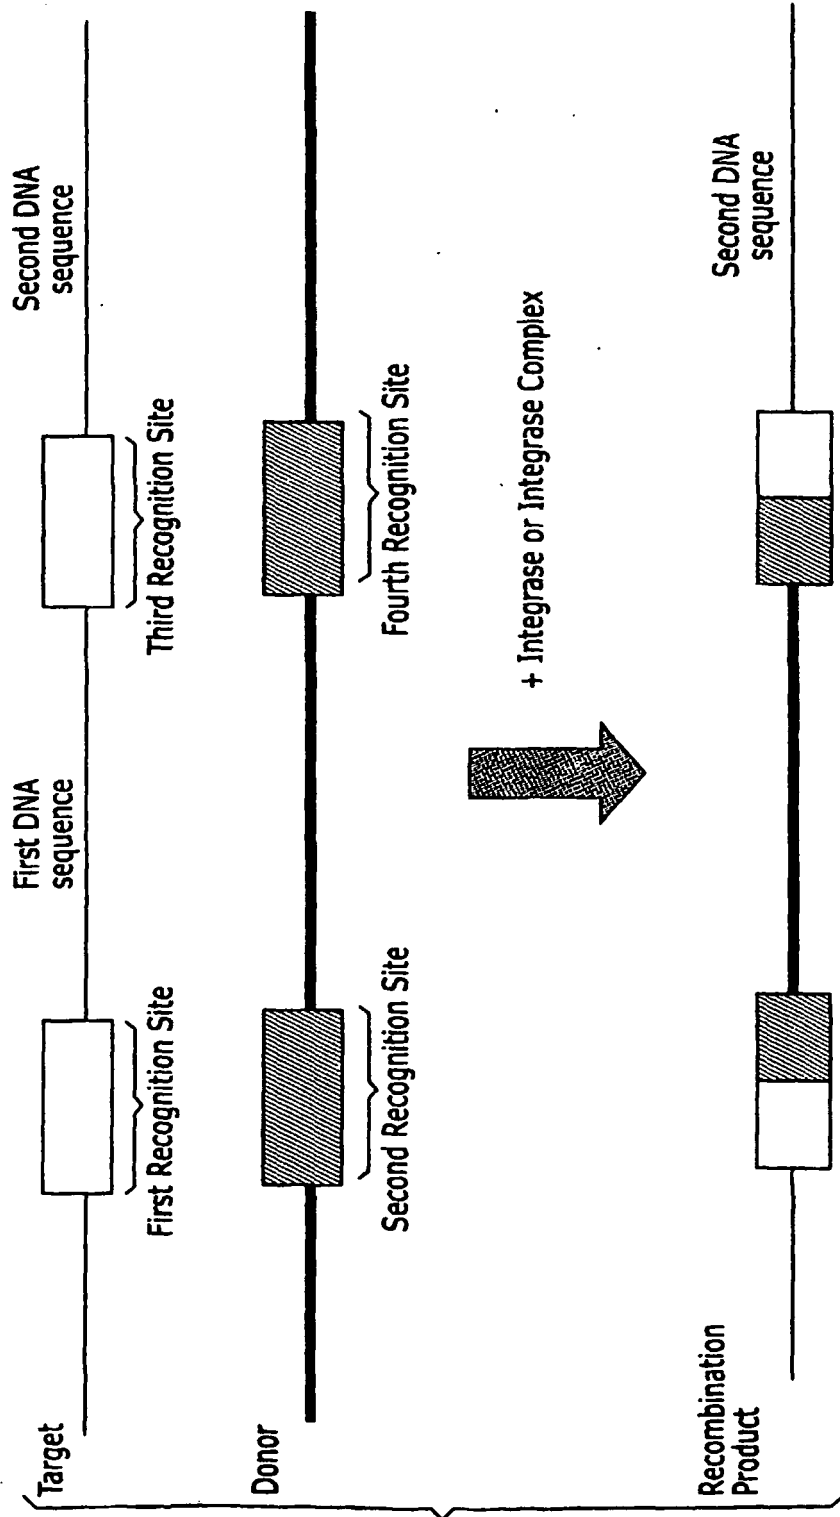 Target
First Recognition Site
First DNA
sequence
Third Recognition Site
Second DNA
sequence
Donor
Second Recognition Site
Fourth Recognition Site
+ Integrase or Integrase Complex
Recombination
Product
Second DNA
sequence